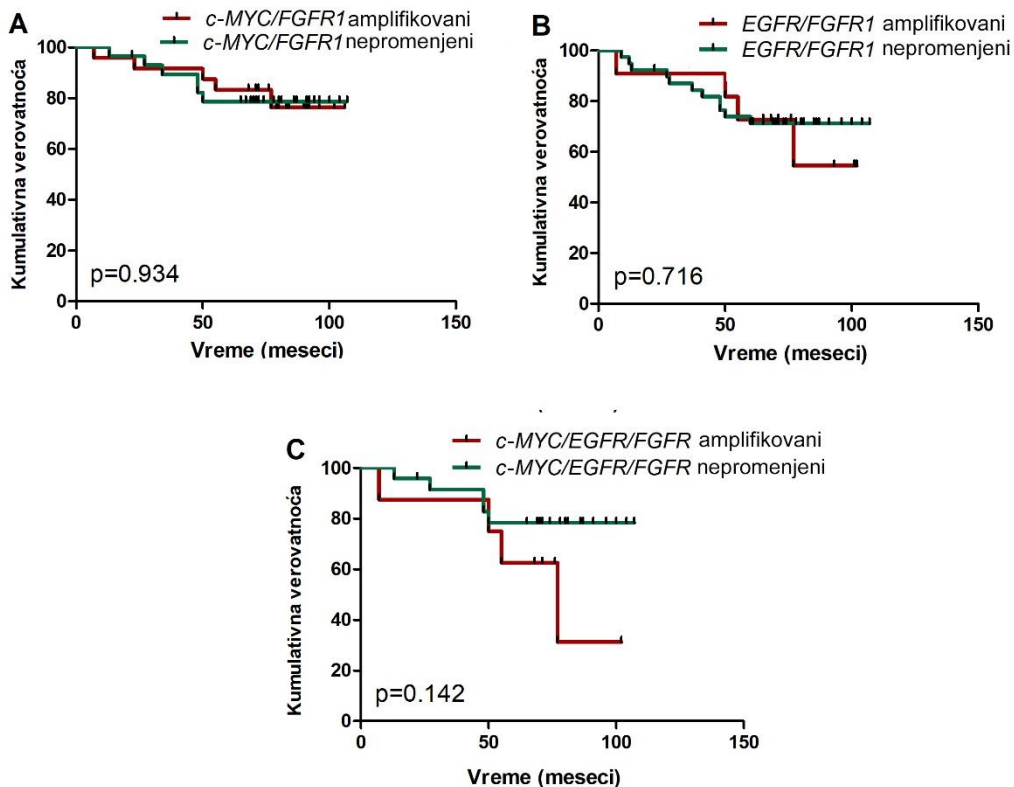 A
c-MYC/FGFR1 amplifikovani
c-MYC/FGFR1 nepromenjeni
Kumulativna verovatnoća
100
80
60
40
20
0
p=0.934
0 50 100 150
Vreme (meseci)
B
EGFR/FGFR1 amplifikovani
EGFR/FGFR1 nepromenjeni
Kumulativna verovatnoća
100
80
60
40
20
0
p=0.716
0 50 100 150
Vreme (meseci)
C
c-MYC/EGFR/FGFR amplifikovani
c-MYC/EGFR/FGFR nepromenjeni
Kumulativna verovatnoća
100
80
60
40
20
0
p=0.142
0 50 100 150
Vreme (meseci)